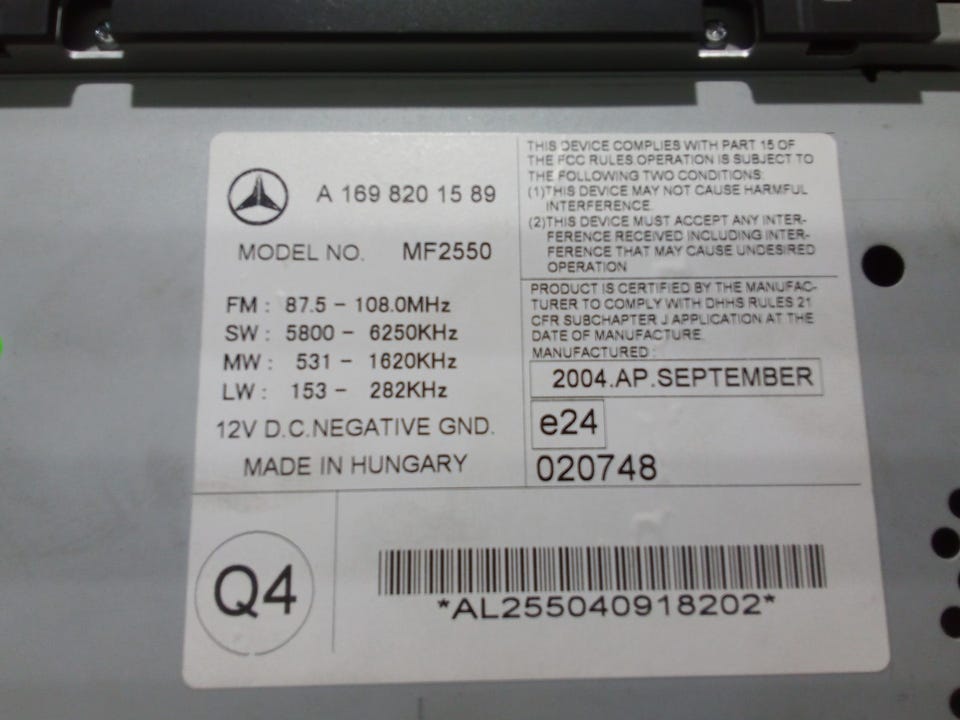 A 169 820 15 89
MODEL NO. MF2550
FM : 87.5 - 108.0MHz
SW : 5800 - 6250KHz
MW : 531 - 1620KHz
LW : 153 - 282KHz
12V D.C.NEGATIVE GND.
MADE IN HUNGARY
THIS DEVICE COMPLIES WITH PART 15 OF
THE FCC RULES OPERATION IS SUBJECT TO
THE FOLLOWING TWO CONDITIONS:
(1)THIS DEVICE MAY NOT CAUSE HARMFUL
INTERFERENCE.
(2)THIS DEVICE MUST ACCEPT ANY INTER-
FERENCE RECEIVED INCLUDING INTER-
FERENCE THAT MAY CAUSE UNDESIRED
OPERATION
PRODUCT IS CERTIFIED BY THE MANUFAC-
TURER TO COMPLY WITH DHHS RULES 21
CFR SUBCHAPTER J APPLICATION AT THE
DATE OF MANUFACTURE.
MANUFACTURED :
2004.AP.SEPTEMBER
e24
020748
Q4
*AL255040918202*